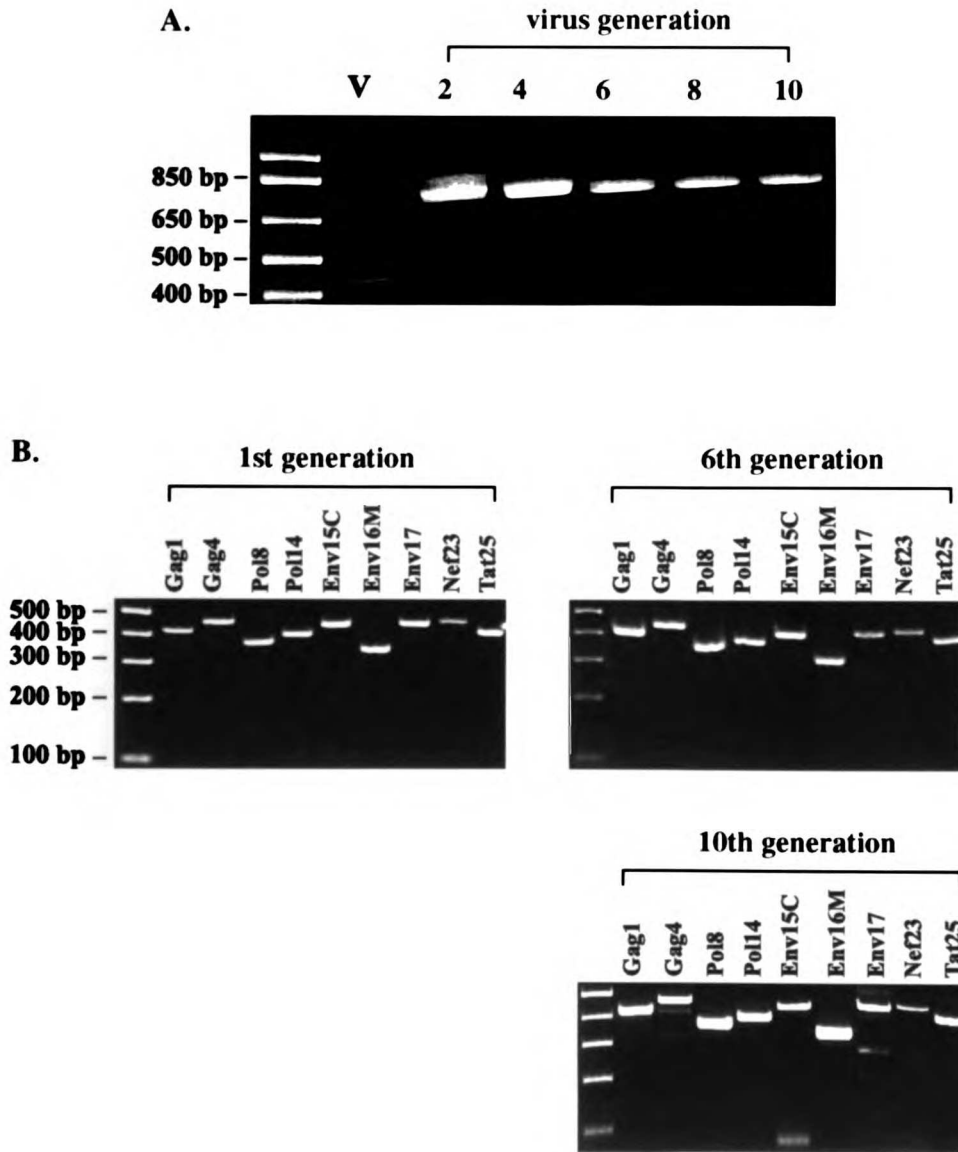 A.
virus generation
V 2 4 6 8 10
850 bp –
650 bp –
500 bp –
400 bp –
B.
1st generation
Gag1 Gag4 Pol8 Pol14 Env15C Env16M Env17 Nef23 Tat25
500 bp –
400 bp –
300 bp –
200 bp –
100 bp –
6th generation
Gag1 Gag4 Pol8 Pol14 Env15C Env16M Env17 Nef23 Tat25
10th generation
Gag1 Gag4 Pol8 Pol14 Env15C Env16M Env17 Nef23 Tat25